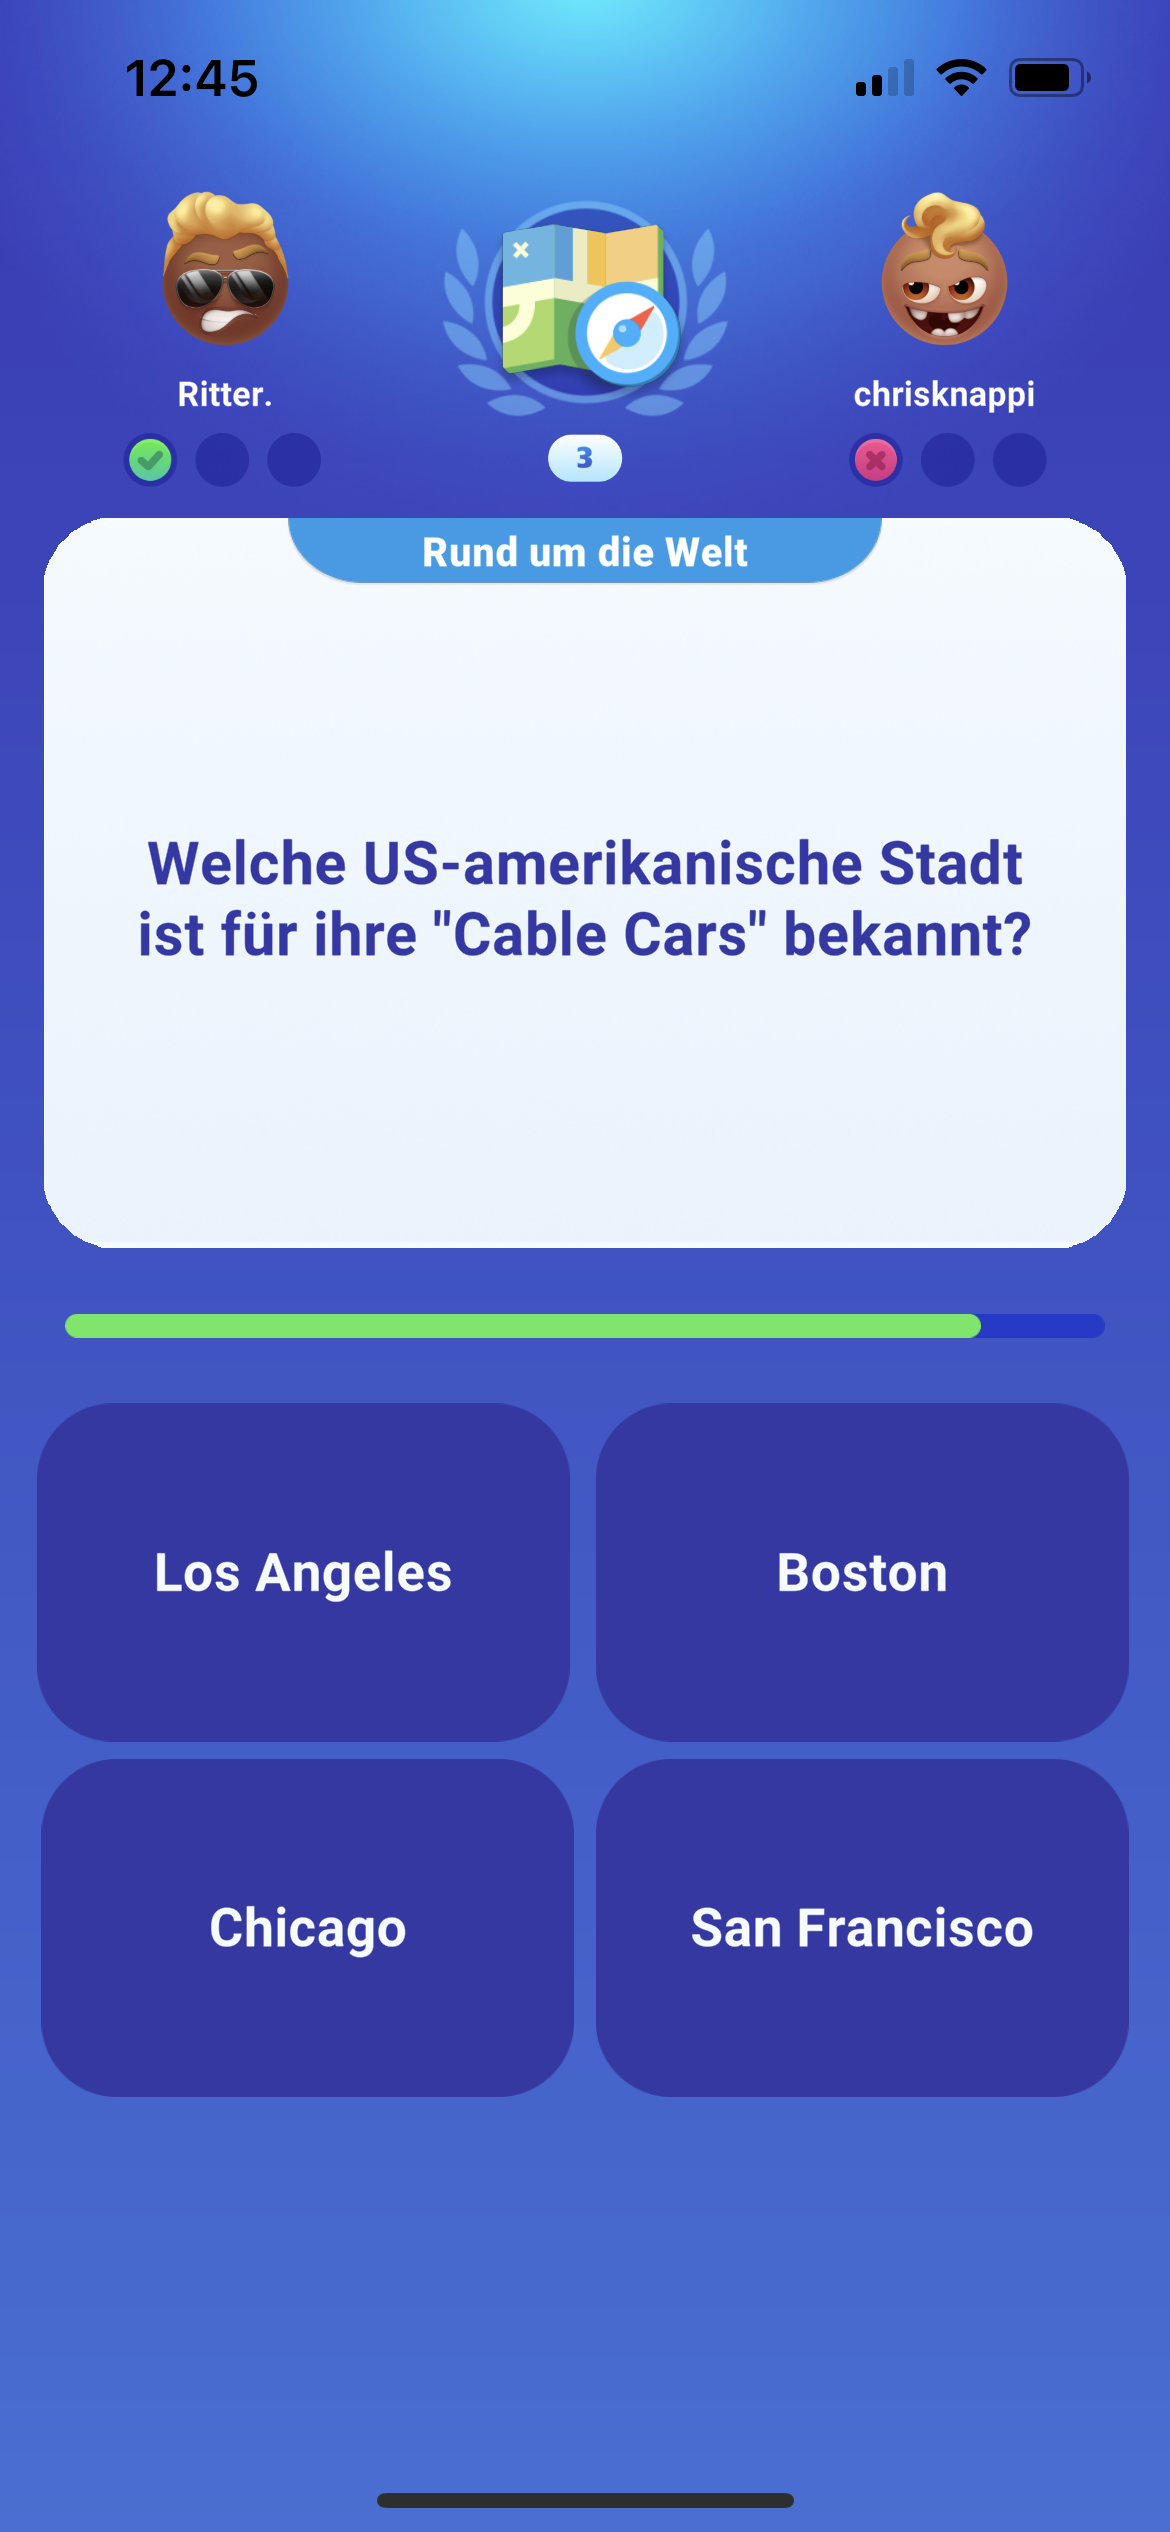 12:45
Ritter.
chrisknappi
3
Rund um die Welt
Welche US-amerikanische Stadt
ist für ihre "Cable Cars" bekannt?
Los Angeles
Boston
Chicago
San Francisco